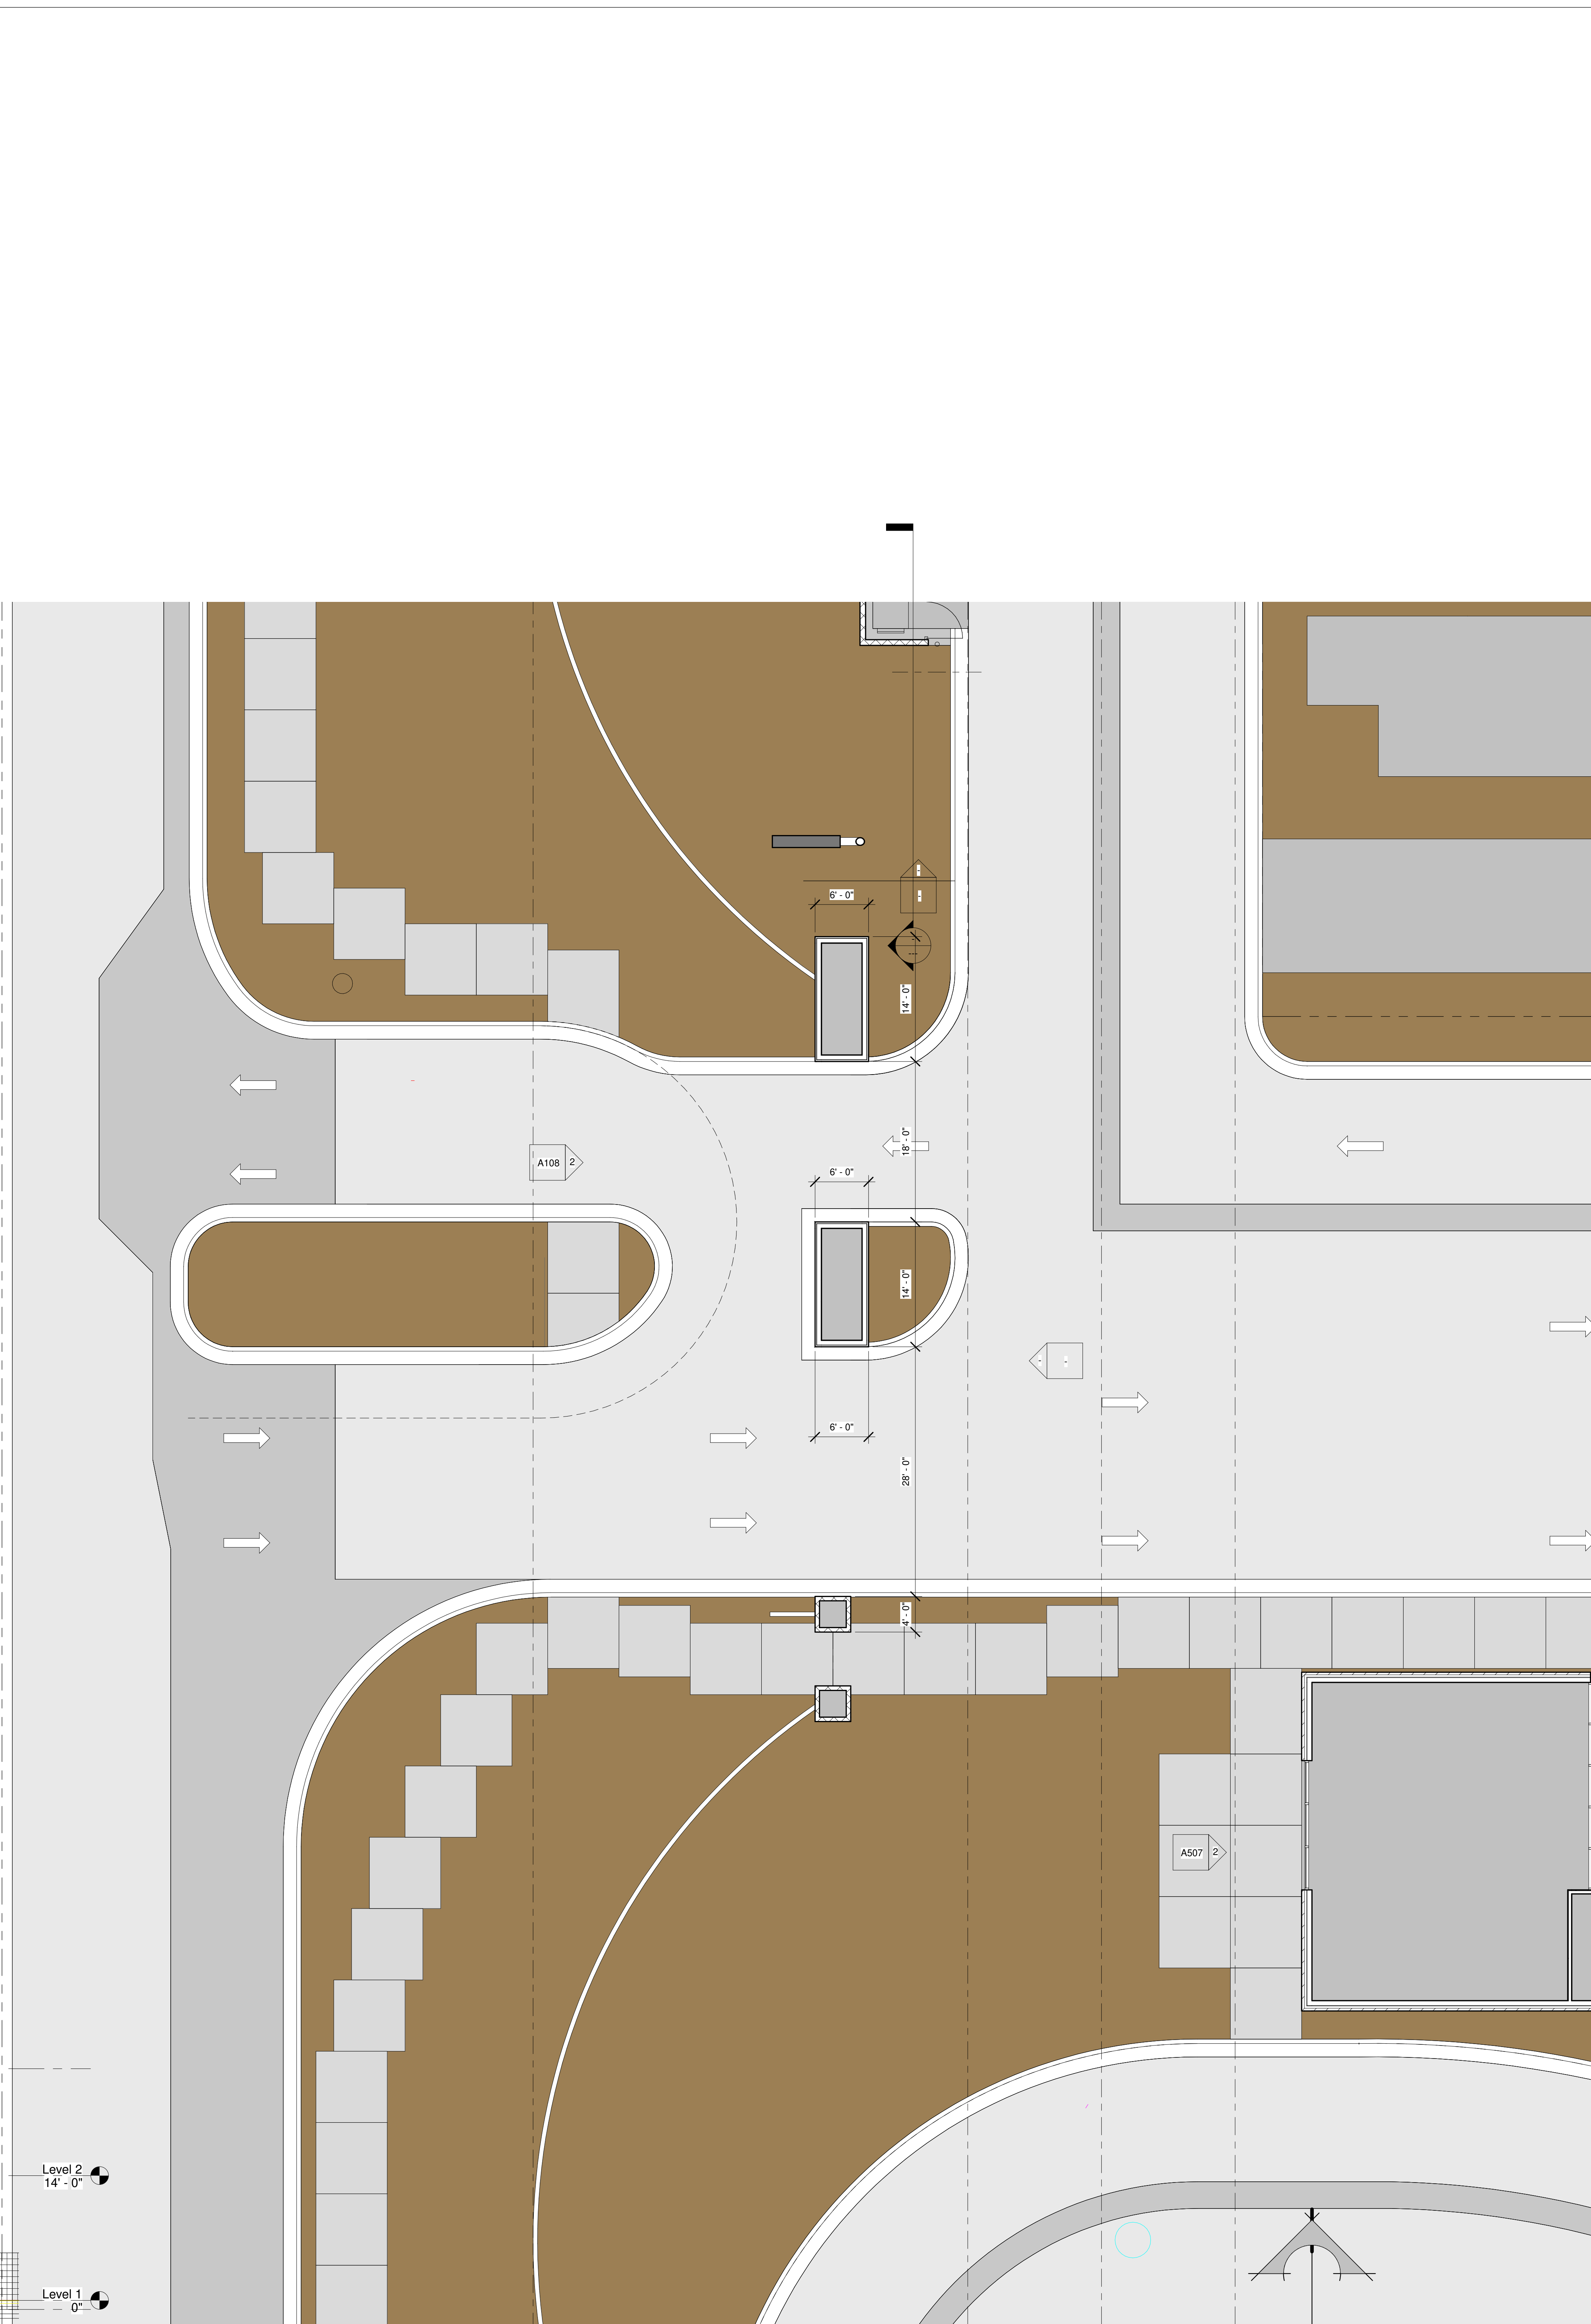 6' - 0"
14' - 0"
18' - 0"
A108
2
6' - 0"
14' - 0"
6' - 0"
28' - 0"
4' - 0"
A507
2
Level 2
14' - 0"
Level 1
0"